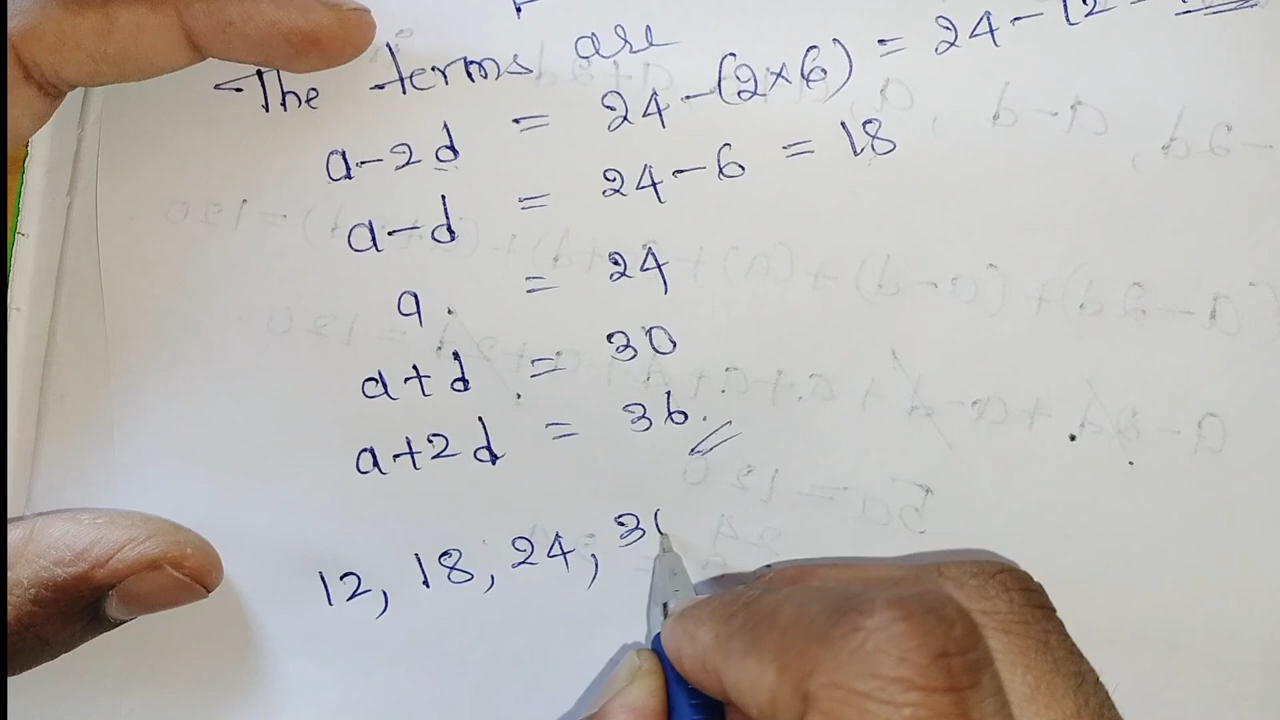 The terms are
a-2d = 24-(2×6) = 24-12
a-d = 24-6 = 18
a = 24
a+d = 30
a+2d = 36
12, 18, 24, 3